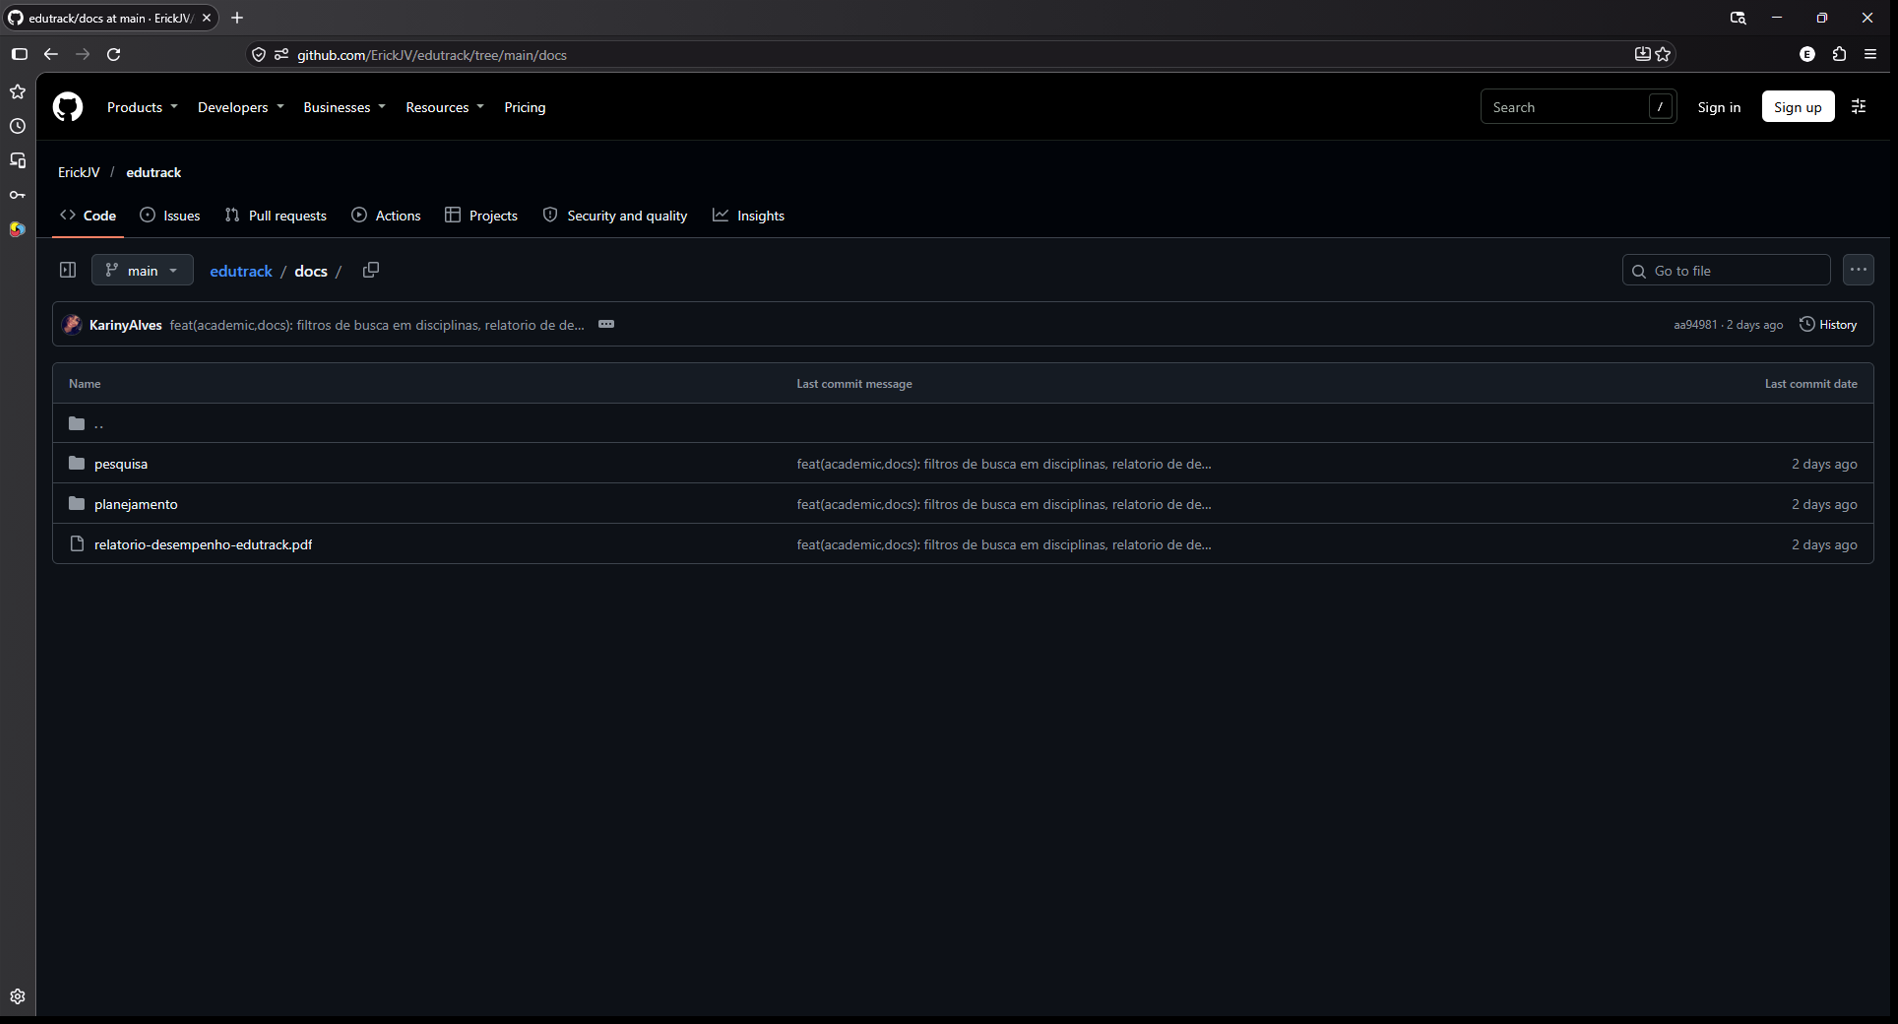 edutrack/docs at main · ErickJV/
github.com/ErickJV/edutrack/tree/main/docs
E
Products Developers Businesses Resources Pricing Search / Sign in Sign up
ErickJV / edutrack
Code Issues Pull requests Actions Projects Security and quality Insights
main edutrack / docs / Go to file
KarinyAlves feat(academic,docs): filtros de busca em disciplinas, relatorio de de... aa94981 · 2 days ago History
Name Last commit message Last commit date
..
pesquisa feat(academic,docs): filtros de busca em disciplinas, relatorio de de... 2 days ago
planejamento feat(academic,docs): filtros de busca em disciplinas, relatorio de de... 2 days ago
relatorio-desempenho-edutrack.pdf feat(academic,docs): filtros de busca em disciplinas, relatorio de de... 2 days ago